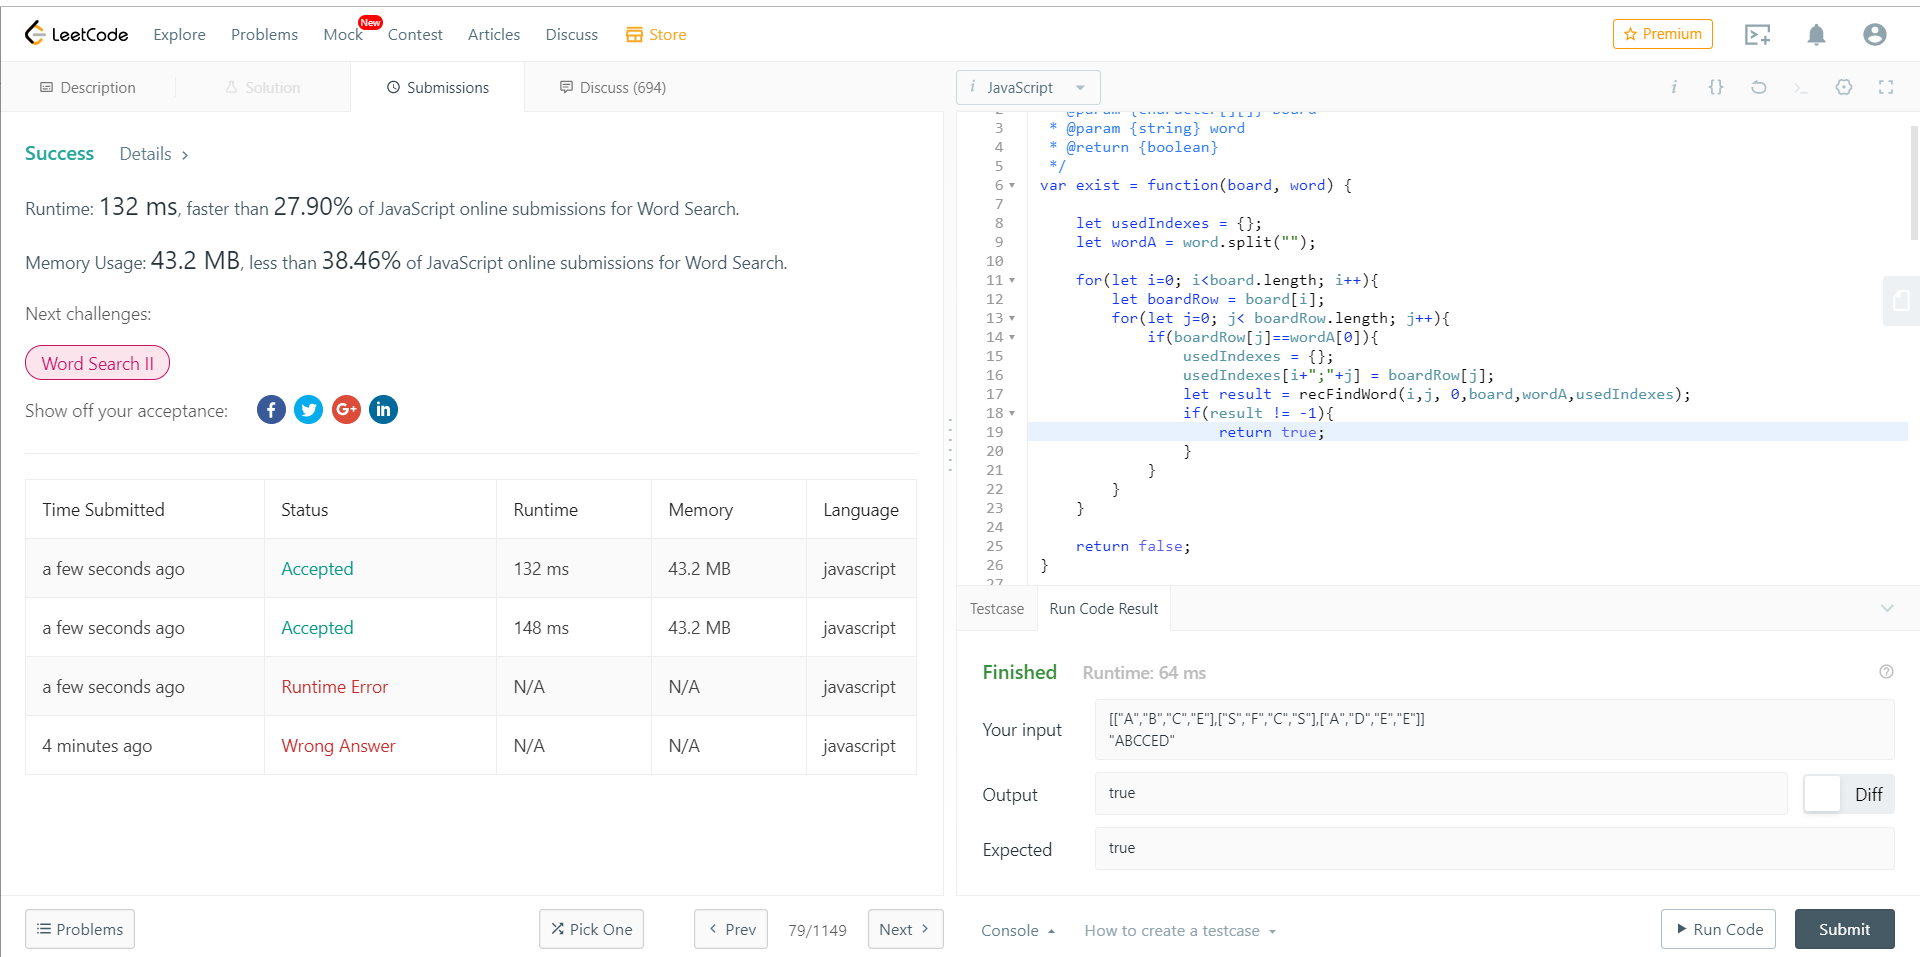 LeetCode Explore Problems Mock New Contest Articles Discuss Store Premium
Description Solution Submissions Discuss (694)
Success Details >
Runtime: 132 ms, faster than 27.90% of JavaScript online submissions for Word Search.
Memory Usage: 43.2 MB, less than 38.46% of JavaScript online submissions for Word Search.
Next challenges:
Word Search II
Show off your acceptance:
Time Submitted Status Runtime Memory Language
a few seconds ago Accepted 132 ms 43.2 MB javascript
a few seconds ago Accepted 148 ms 43.2 MB javascript
a few seconds ago Runtime Error N/A N/A javascript
4 minutes ago Wrong Answer N/A N/A javascript
Problems Pick One < Prev 79/1149 Next >
i JavaScript
2 * @param {character[][]} board
3 * @param {string} word
4 * @return {boolean}
5 */
6 var exist = function(board, word) {
7
8 let usedIndexes = {};
9 let wordA = word.split("");
10
11 for(let i=0; i<board.length; i++){
12 let boardRow = board[i];
13 for(let j=0; j< boardRow.length; j++){
14 if(boardRow[j]==wordA[0]){
15 usedIndexes = {};
16 usedIndexes[i+";"+j] = boardRow[j];
17 let result = recFindWord(i,j, 0,board,wordA,usedIndexes);
18 if(result != -1){
19 return true;
20 }
21 }
22 }
23 }
24
25 return false;
26 }
27
Testcase Run Code Result
Finished Runtime: 64 ms
Your input
[["A","B","C","E"],["S","F","C","S"],["A","D","E","E"]]
"ABCCED"
Output true Diff
Expected true
Console How to create a testcase Run Code Submit